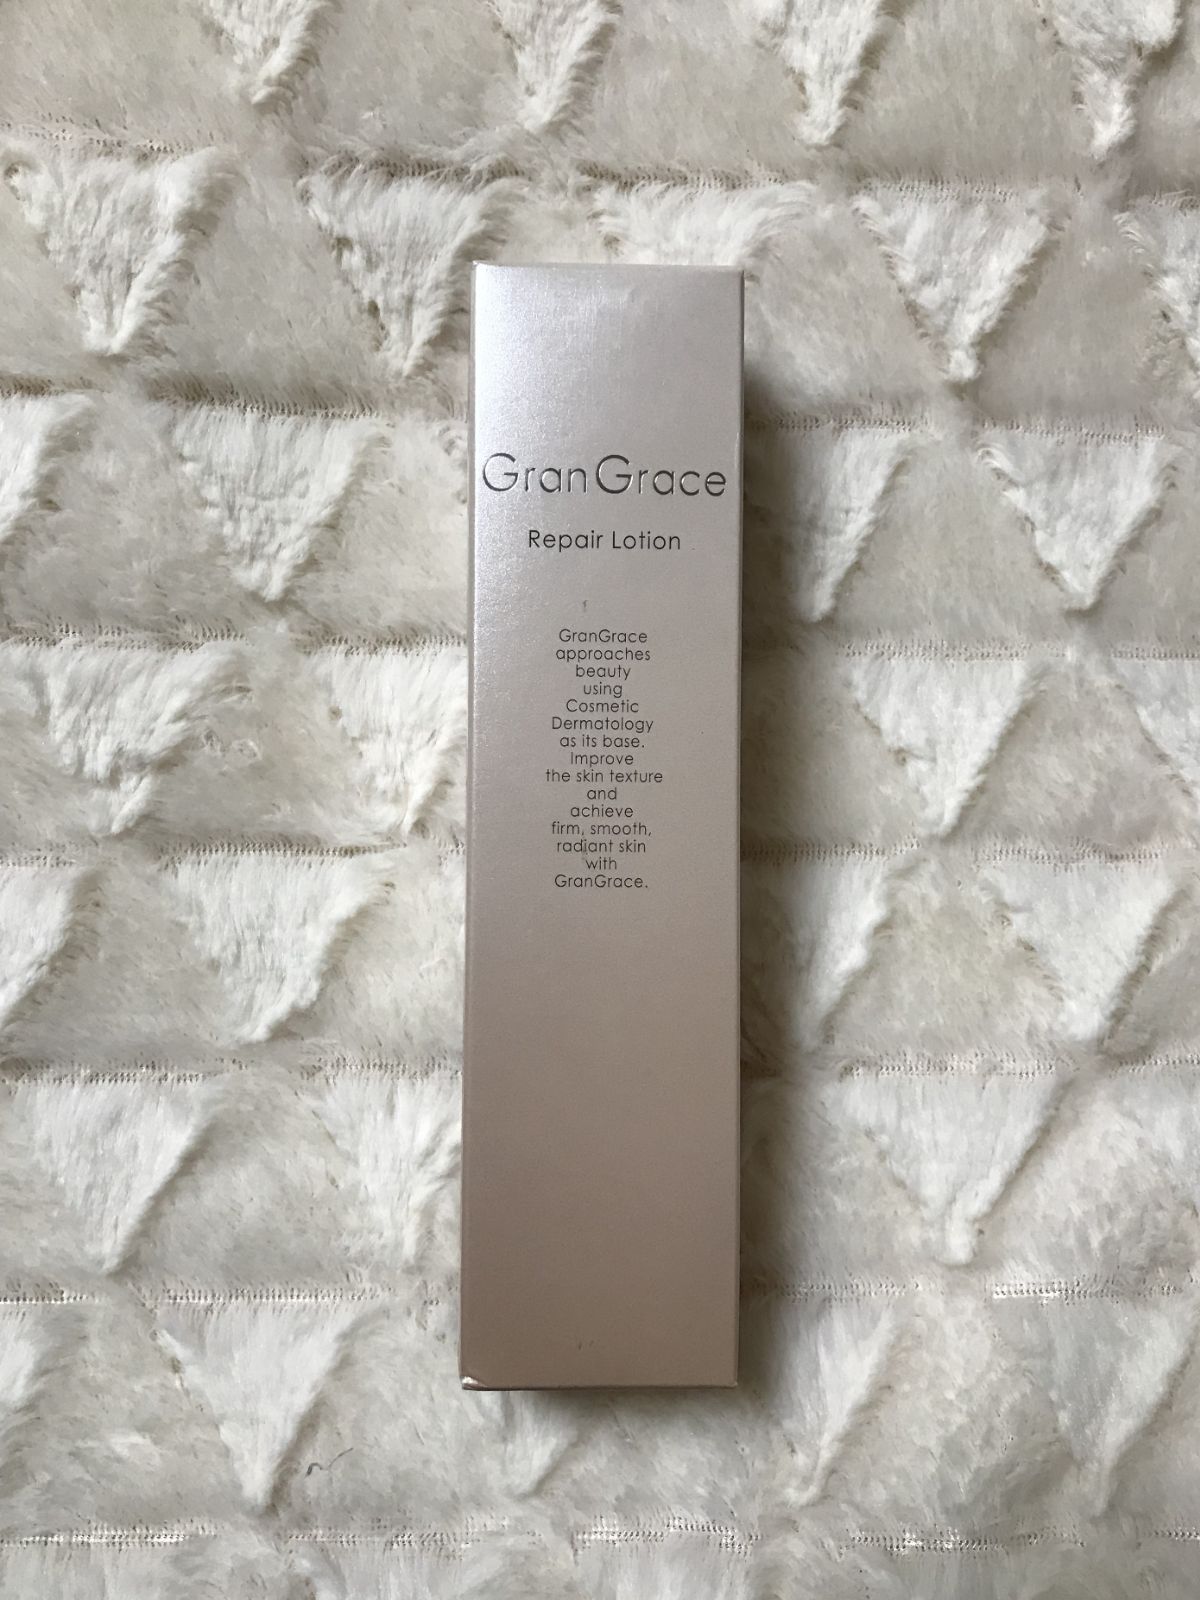 GranGrace
Repair Lotion
GranGrace
approaches
beauty
using
Cosmetic
Dermatology
as its base.
Improve
the skin texture
and
achieve
firm, smooth,
radiant skin
with
GranGrace.